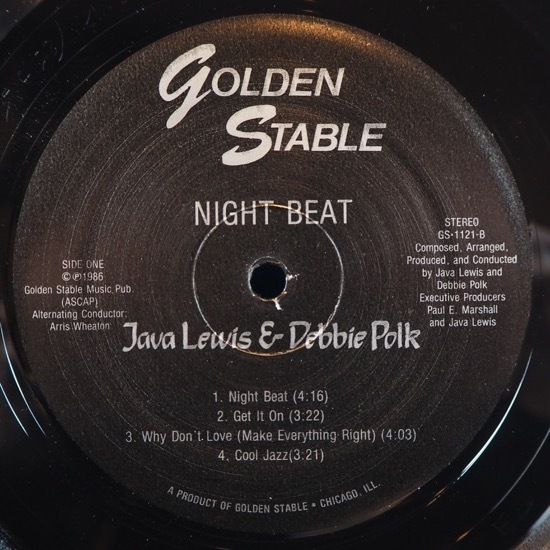 GOLDEN
STABLE
NIGHT BEAT
SIDE ONE
©℗1986
Golden Stable Music Pub.
(ASCAP)
Alternating Conductor:
Arris Wheaton
STEREO
GS-1121-B
Composed, Arranged,
Produced, and Conducted
by Java Lewis and
Debbie Polk
Executive Producers
Paul E. Marshall
and Java Lewis
Java Lewis & Debbie Polk
1. Night Beat (4:16)
2. Get It On (3:22)
3. Why Don't Love (Make Everything Right) (4:03)
4. Cool Jazz(3:21)
A PRODUCT OF GOLDEN STABLE • CHICAGO, ILL.